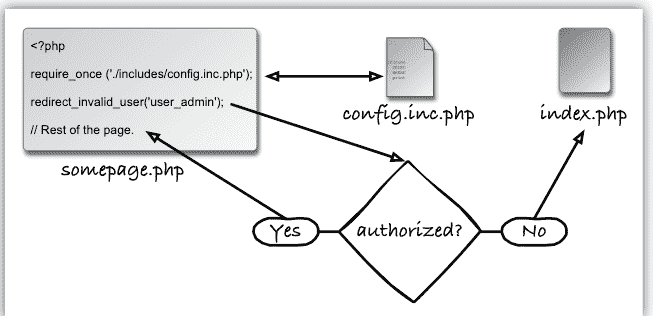 <?php
require_once ('./includes/config.inc.php');
redirect_invalid_user('user_admin');
// Rest of the page.
somepage.php
config.inc.php
index.php
Yes
authorized?
No